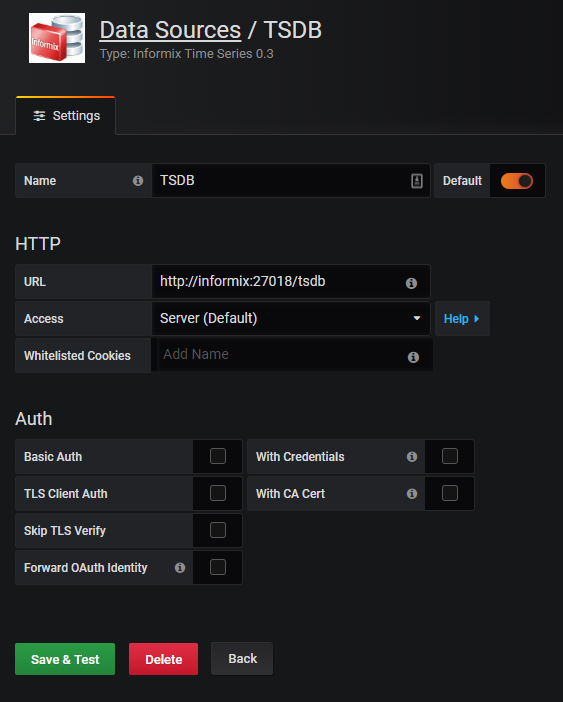 Informix
Data Sources / TSDB
Type: Informix Time Series 0.3
Settings
Name TSDB Default
HTTP
URL http://informix:27018/tsdb
Access Server (Default) Help
Whitelisted Cookies Add Name
Auth
Basic Auth With Credentials
TLS Client Auth With CA Cert
Skip TLS Verify
Forward OAuth Identity
Save & Test Delete Back